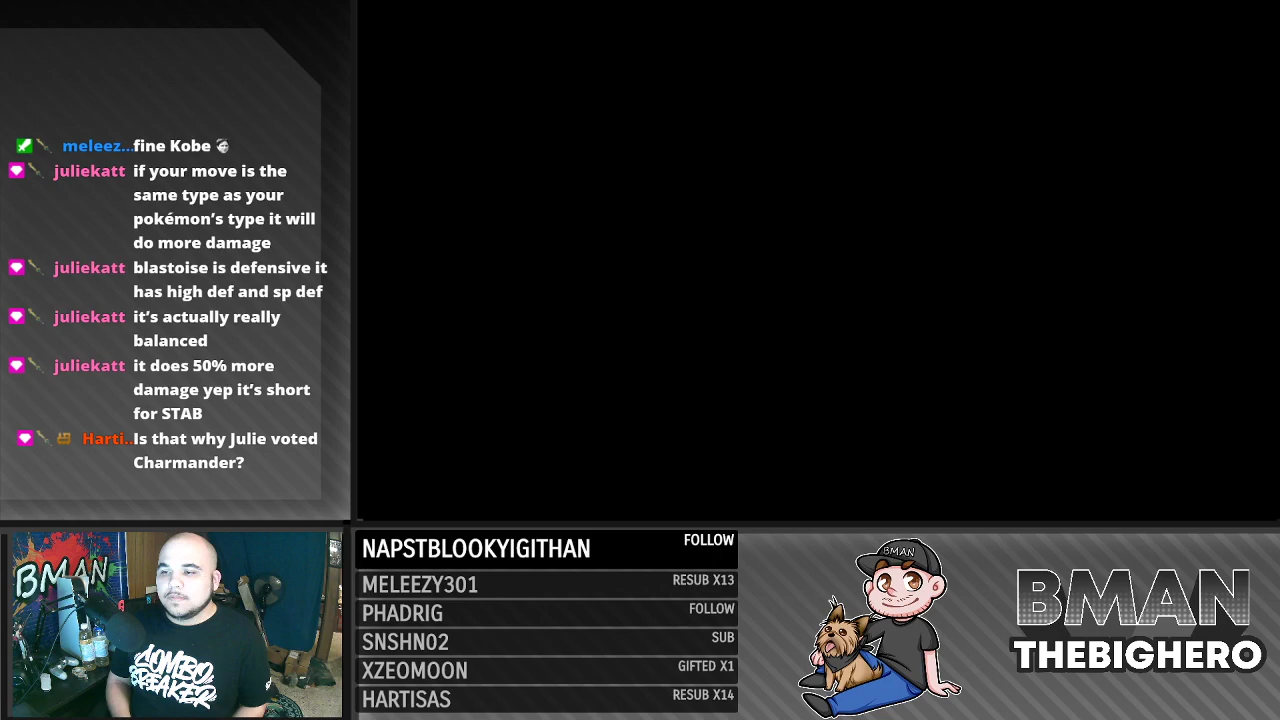 meleez...fine Kobe
juliekatt if your move is the
same type as your
pokémon’s type it will
do more damage
juliekatt blastoise is defensive it
has high def and sp def
juliekatt it’s actually really
balanced
juliekatt it does 50% more
damage yep it’s short
for STAB
Harti..Is that why Julie voted
Charmander?
BMAN
COMBO
BREAKER
NAPSTBLOOKYIGITHAN FOLLOW
MELEEZY301 RESUB X13
PHADRIG FOLLOW
SNSHN02 SUB
XZEOMOON GIFTED X1
HARTISAS RESUB X14
BMAN
BMAN
THEBIGHERO